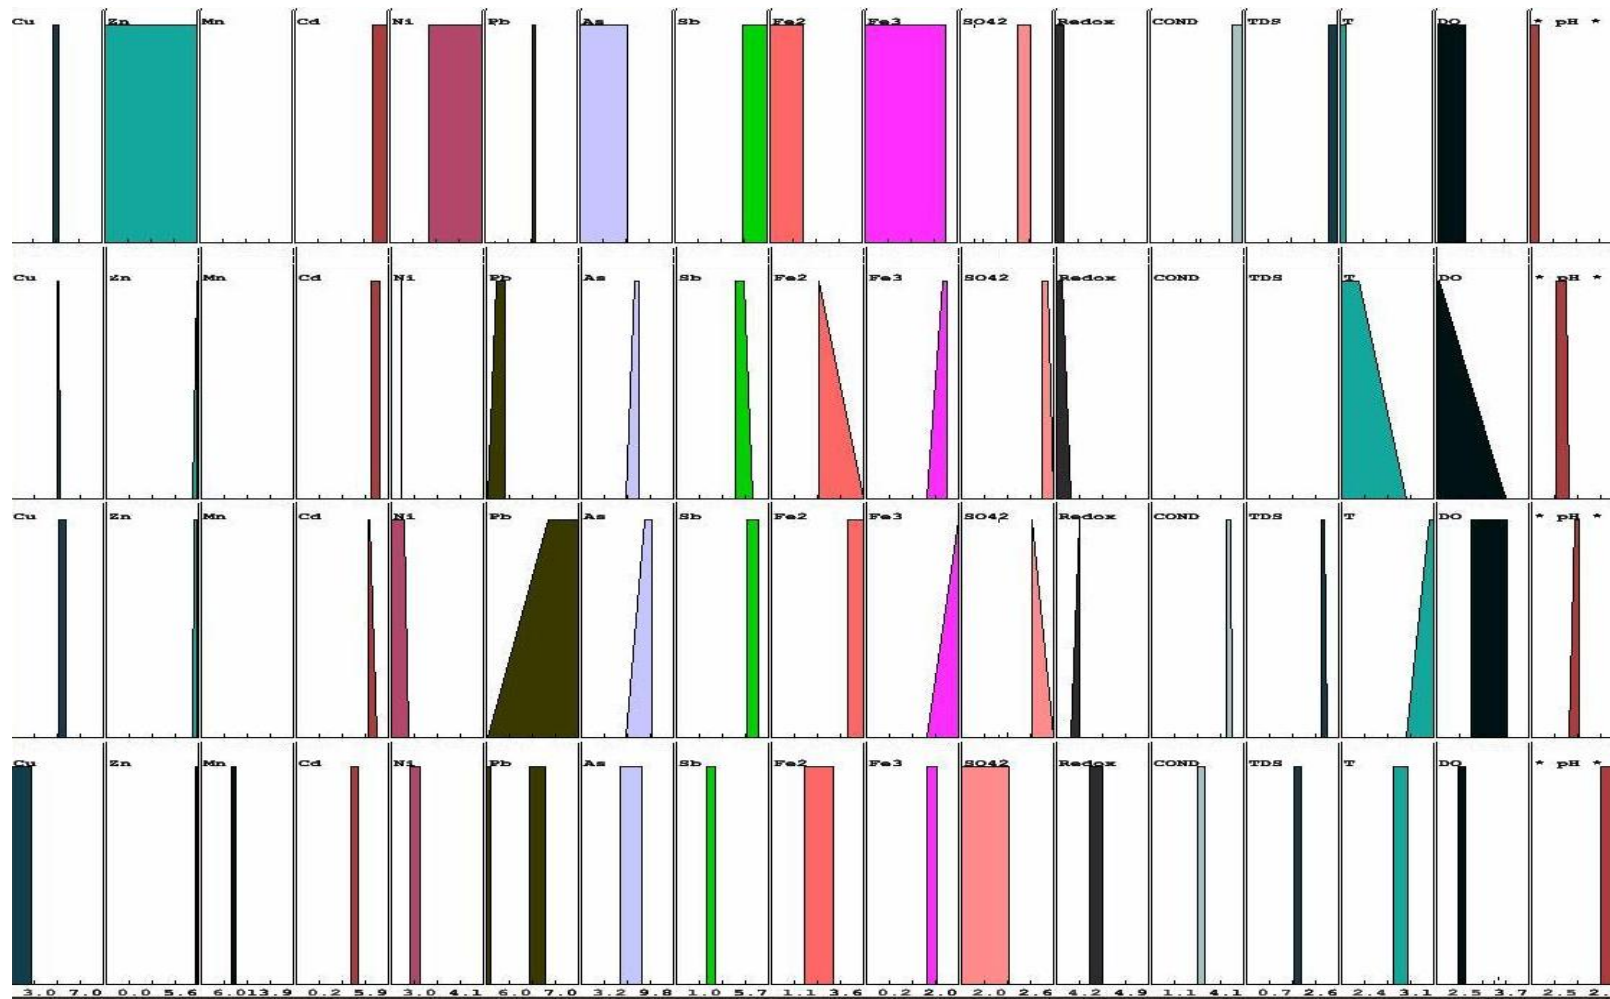 Cu Zn Mn Cd Ni Pb As Sb Fe2 Fe3 SO42 Redox COND TDS T DO * pH *
Cu Zn Mn Cd Ni Pb As Sb Fe2 Fe3 SO42 Redox COND TDS T DO * pH *
Cu Zn Mn Cd Ni Pb As Sb Fe2 Fe3 SO42 Redox COND TDS T DO * pH *
Cu Zn Mn Cd Ni Pb As Sb Fe2 Fe3 SO42 Redox COND TDS T DO * pH *
3.0 7.0 0.0 5.6 6.0 13.9 0.2 5.9 3.0 4.1 6.0 7.0 3.2 9.8 1.0 5.7 1.1 3.6 0.2 2.0 2.0 2.6 4.2 4.9 1.1 4.1 0.7 2.6 2.4 3.1 2.5 3.7 2.5